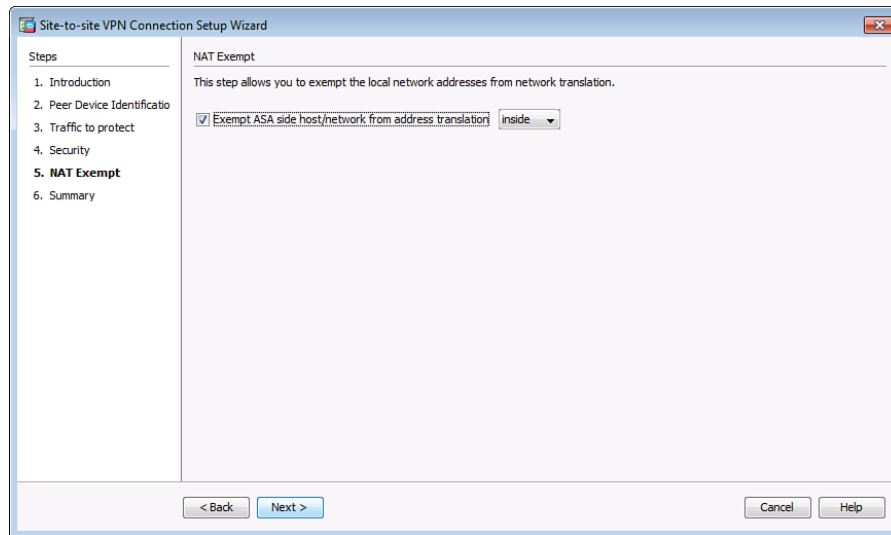 Site-to-site VPN Connection Setup Wizard
Steps
1. Introduction
2. Peer Device Identificatio
3. Traffic to protect
4. Security
5. NAT Exempt
6. Summary
NAT Exempt
This step allows you to exempt the local network addresses from network translation.
Exempt ASA side host/network from address translation inside
< Back Next > Cancel Help